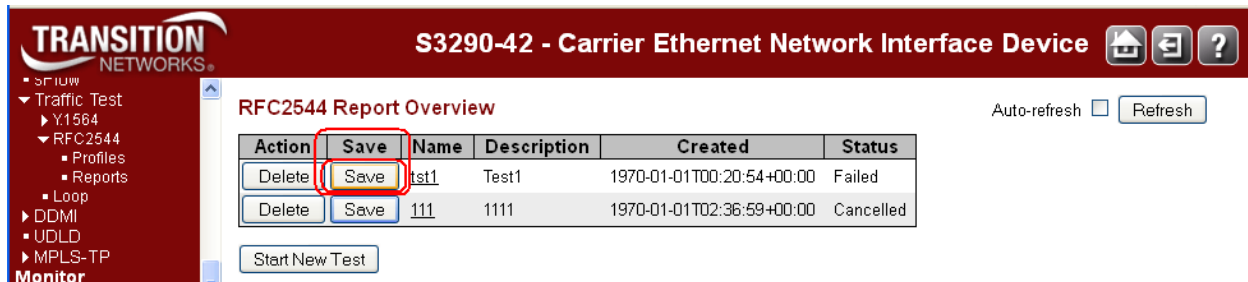 TRANSITION
NETWORKS®
S3290-42 - Carrier Ethernet Network Interface Device
?
Traffic Test
Y.1564
RFC2544
Profiles
Reports
Loop
DDMI
UDLD
MPLS-TP
Monitor
RFC2544 Report Overview
Auto-refresh Refresh
Action Save Name Description Created Status
Delete Save tst1 Test1 1970-01-01T00:20:54+00:00 Failed
Delete Save 111 1111 1970-01-01T02:36:59+00:00 Cancelled
Start New Test